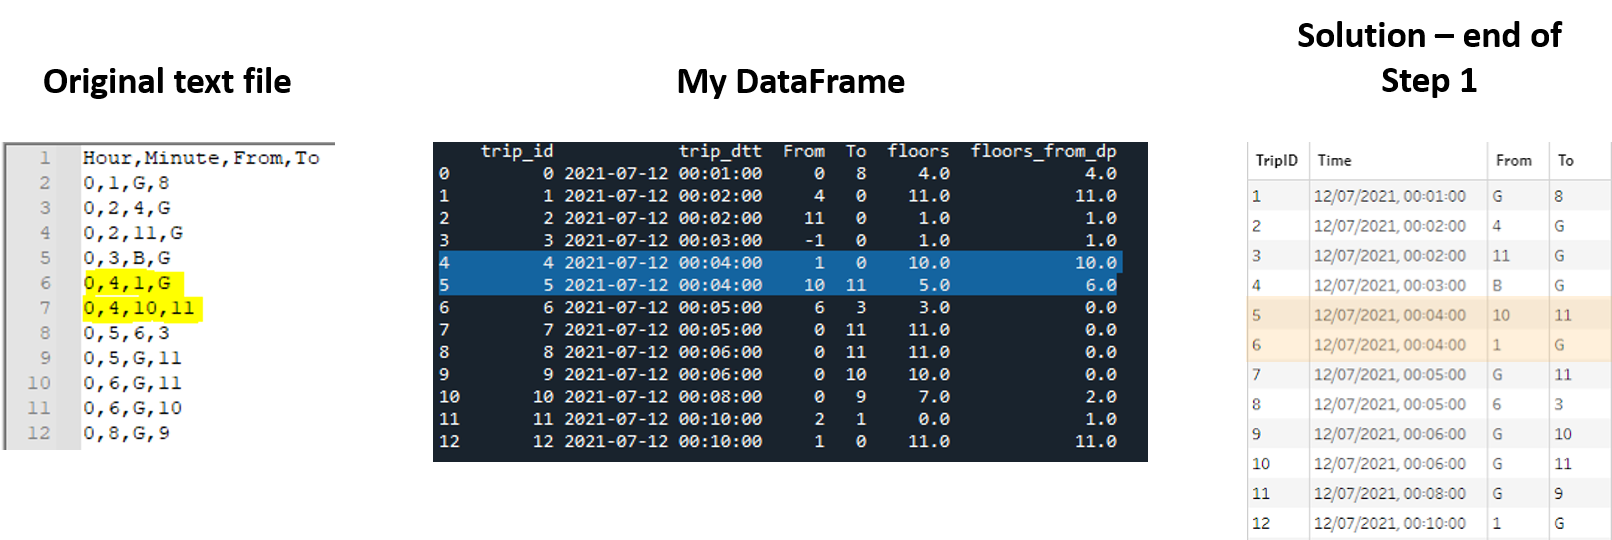 Original text file
1 Hour,Minute,From,To
2 0,1,G,8
3 0,2,4,G
4 0,2,11,G
5 0,3,B,G
6 0,4,1,G
7 0,4,10,11
8 0,5,6,3
9 0,5,G,11
10 0,6,G,11
11 0,6,G,10
12 0,8,G,9
My DataFrame
trip_id trip_dtt From To floors floors_from_dp
0 0 2021-07-12 00:01:00 0 8 4.0 4.0
1 1 2021-07-12 00:02:00 4 0 11.0 11.0
2 2 2021-07-12 00:02:00 11 0 1.0 1.0
3 3 2021-07-12 00:03:00 -1 0 1.0 1.0
4 4 2021-07-12 00:04:00 1 0 10.0 10.0
5 5 2021-07-12 00:04:00 10 11 5.0 6.0
6 6 2021-07-12 00:05:00 6 3 3.0 0.0
7 7 2021-07-12 00:05:00 0 11 11.0 0.0
8 8 2021-07-12 00:06:00 0 11 11.0 0.0
9 9 2021-07-12 00:06:00 0 10 10.0 0.0
10 10 2021-07-12 00:08:00 0 9 7.0 2.0
11 11 2021-07-12 00:10:00 2 1 0.0 1.0
12 12 2021-07-12 00:10:00 1 0 11.0 11.0
Solution – end of
Step 1
TripID Time From To
1 12/07/2021, 00:01:00 G 8
2 12/07/2021, 00:02:00 4 G
3 12/07/2021, 00:02:00 11 G
4 12/07/2021, 00:03:00 B G
5 12/07/2021, 00:04:00 10 11
6 12/07/2021, 00:04:00 1 G
7 12/07/2021, 00:05:00 G 11
8 12/07/2021, 00:05:00 6 3
9 12/07/2021, 00:06:00 G 10
10 12/07/2021, 00:06:00 G 11
11 12/07/2021, 00:08:00 G 9
12 12/07/2021, 00:10:00 1 G